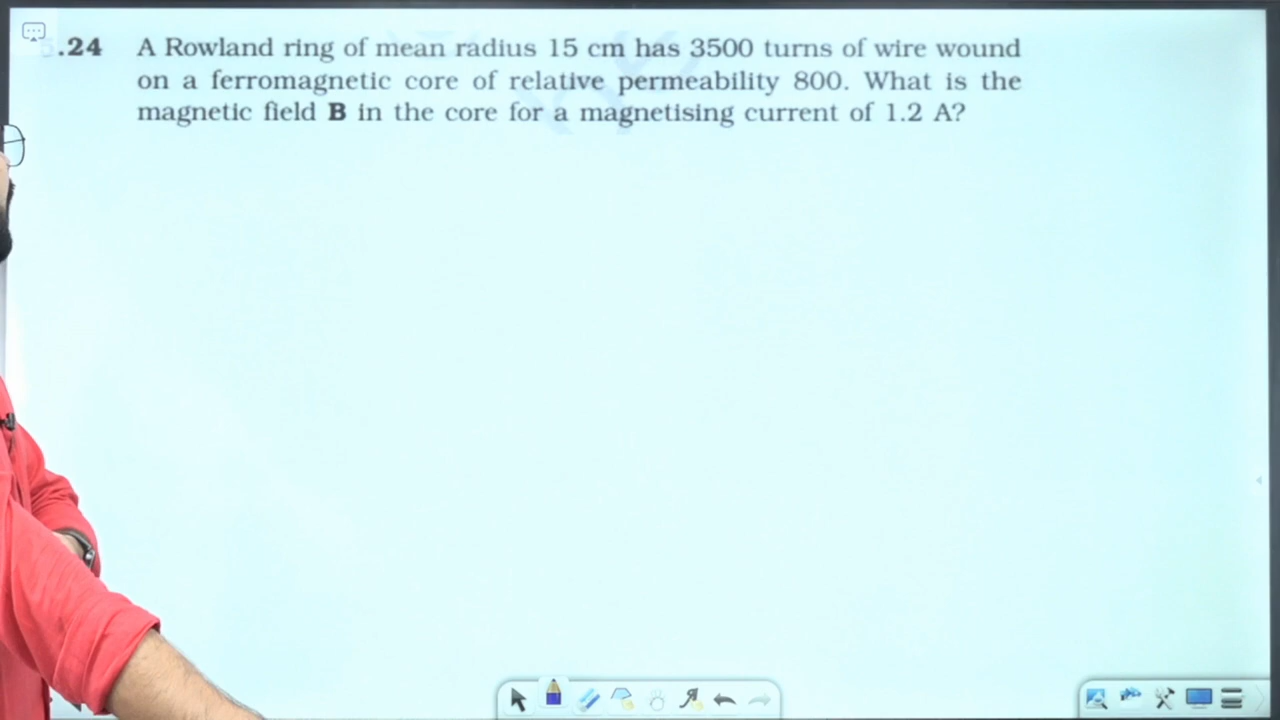 5.24 A Rowland ring of mean radius 15 cm has 3500 turns of wire wound
on a ferromagnetic core of relative permeability 800. What is the
magnetic field B in the core for a magnetising current of 1.2 A?